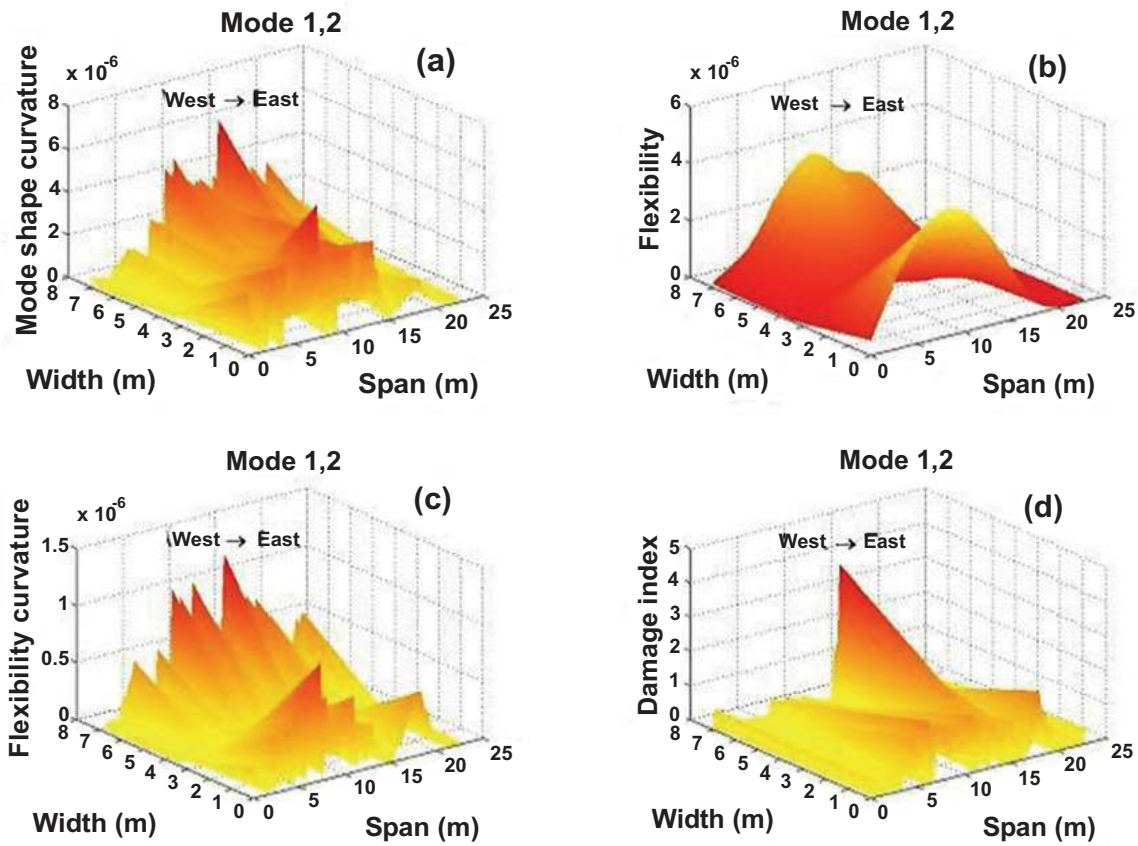 Mode 1,2
(a)
x 10^-6
West → East
Mode shape curvature
8
6
4
2
0
8 7 6 5 4 3 2 1 0
0 5 10 15 20 25
Width (m)
Span (m)
Mode 1,2
(b)
x 10^-6
West → East
Flexibility
6
4
2
0
8 7 6 5 4 3 2 1 0
0 5 10 15 20 25
Width (m)
Span (m)
Mode 1,2
(c)
x 10^-6
West → East
Flexibility curvature
1.5
1
0.5
0
8 7 6 5 4 3 2 1 0
0 5 10 15 20 25
Width (m)
Span (m)
Mode 1,2
(d)
West → East
Damage index
5
4
3
2
1
0
8 7 6 5 4 3 2 1 0
0 5 10 15 20 25
Width (m)
Span (m)